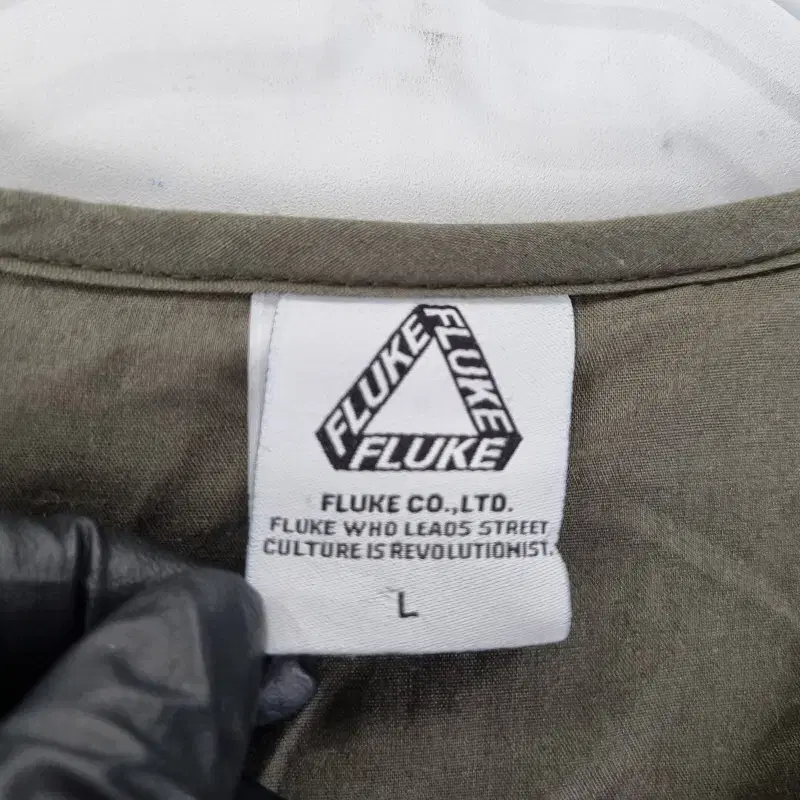 FLUKE
FLUKE
FLUKE
FLUKE CO.,LTD.
FLUKE WHO LEADS STREET
CULTURE IS REVOLUTIONIST.
L